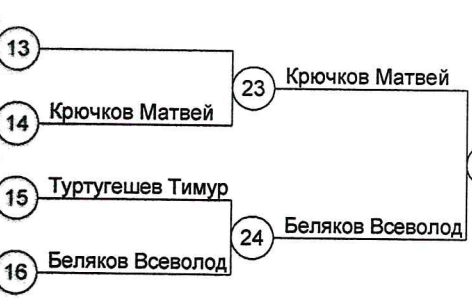 13
23 Крючков Матвей
14 Крючков Матвей
15 Туртугешев Тимур
24 Беляков Всеволод
16 Беляков Всеволод